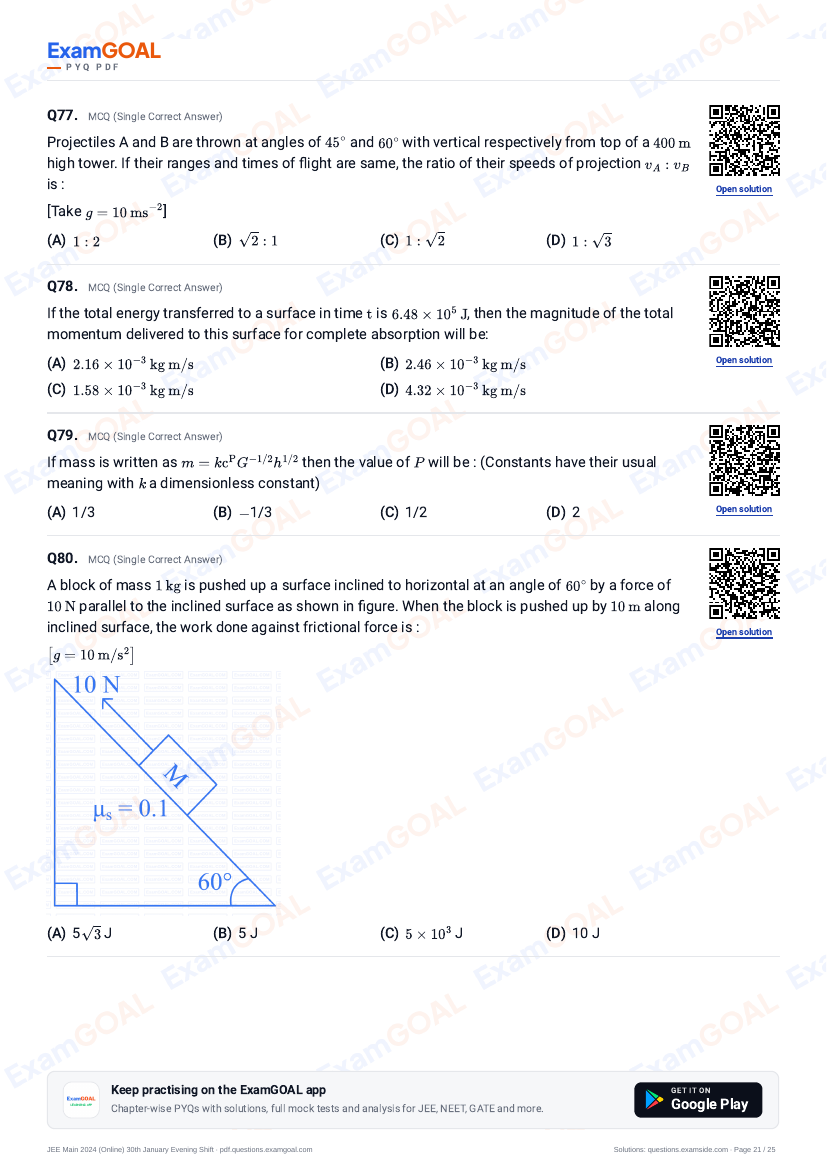 ExamGOAL
PYQ PDF
Q77. MCQ (Single Correct Answer)
Projectiles A and B are thrown at angles of 45° and 60° with vertical respectively from top of a 400 m
high tower. If their ranges and times of flight are same, the ratio of their speeds of projection v_A : v_B
is :
[Take g = 10 ms⁻²]
(A) 1 : 2 (B) √2 : 1 (C) 1 : √2 (D) 1 : √3
Open solution
Q78. MCQ (Single Correct Answer)
If the total energy transferred to a surface in time t is 6.48 × 10⁵ J, then the magnitude of the total
momentum delivered to this surface for complete absorption will be:
(A) 2.16 × 10⁻³ kg m/s (B) 2.46 × 10⁻³ kg m/s
(C) 1.58 × 10⁻³ kg m/s (D) 4.32 × 10⁻³ kg m/s
Open solution
Q79. MCQ (Single Correct Answer)
If mass is written as m = kc^P G^{-1/2} h^{1/2} then the value of P will be : (Constants have their usual
meaning with k a dimensionless constant)
(A) 1/3 (B) −1/3 (C) 1/2 (D) 2
Open solution
Q80. MCQ (Single Correct Answer)
A block of mass 1 kg is pushed up a surface inclined to horizontal at an angle of 60° by a force of
10 N parallel to the inclined surface as shown in figure. When the block is pushed up by 10 m along
inclined surface, the work done against frictional force is :
[g = 10 m/s²]
Open solution
10 N
M
μₛ = 0.1
60°
(A) 5√3 J (B) 5 J (C) 5 × 10³ J (D) 10 J
ExamGOAL
Keep practising on the ExamGOAL app
Chapter-wise PYQs with solutions, full mock tests and analysis for JEE, NEET, GATE and more.
GET IT ON
Google Play
JEE Main 2024 (Online) 30th January Evening Shift · pdf.questions.examgoal.com
Solutions: questions.examside.com · Page 21 / 25